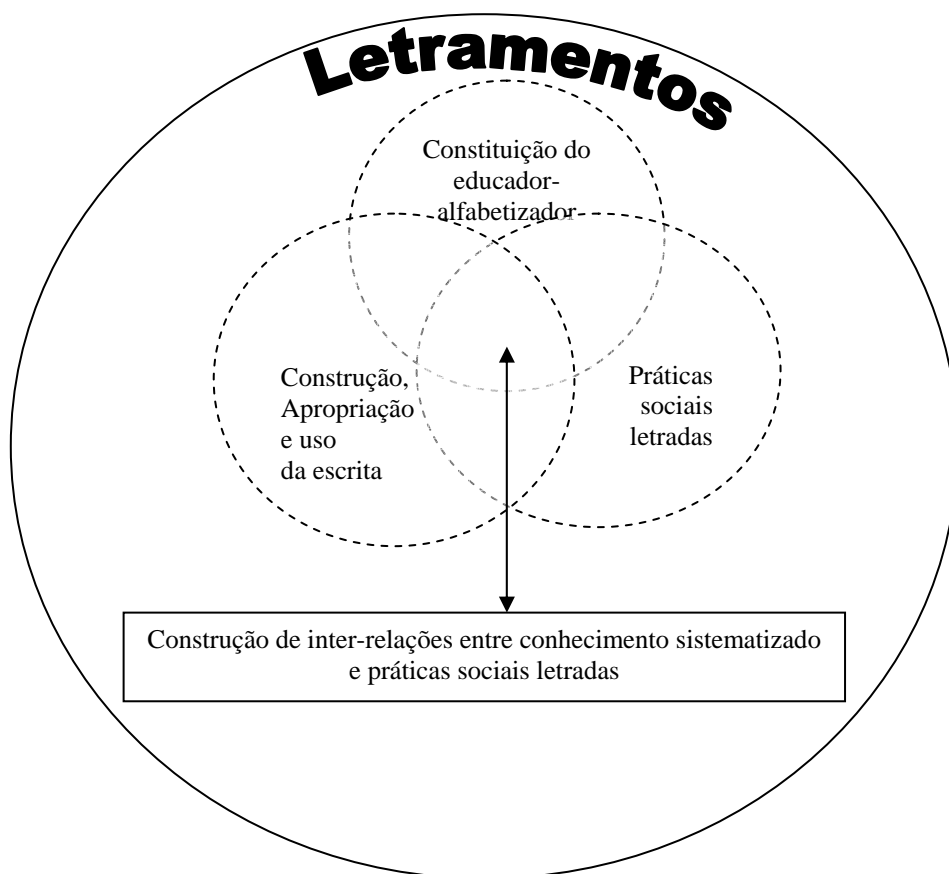 Letramentos
Constituição do
educador-
alfabetizador
Construção,
Apropriação
e uso
da escrita
Práticas
sociais
letradas
Construção de inter-relações entre conhecimento sistematizado
e práticas sociais letradas